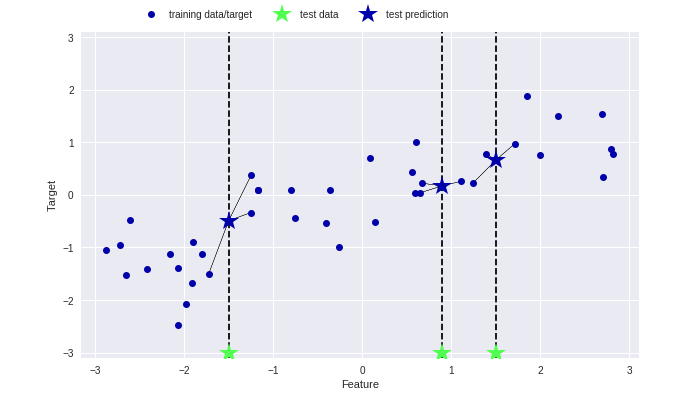 training data/target test data test prediction
3
2
1
0
−1
−2
−3
Target
−3 −2 −1 0 1 2 3
Feature